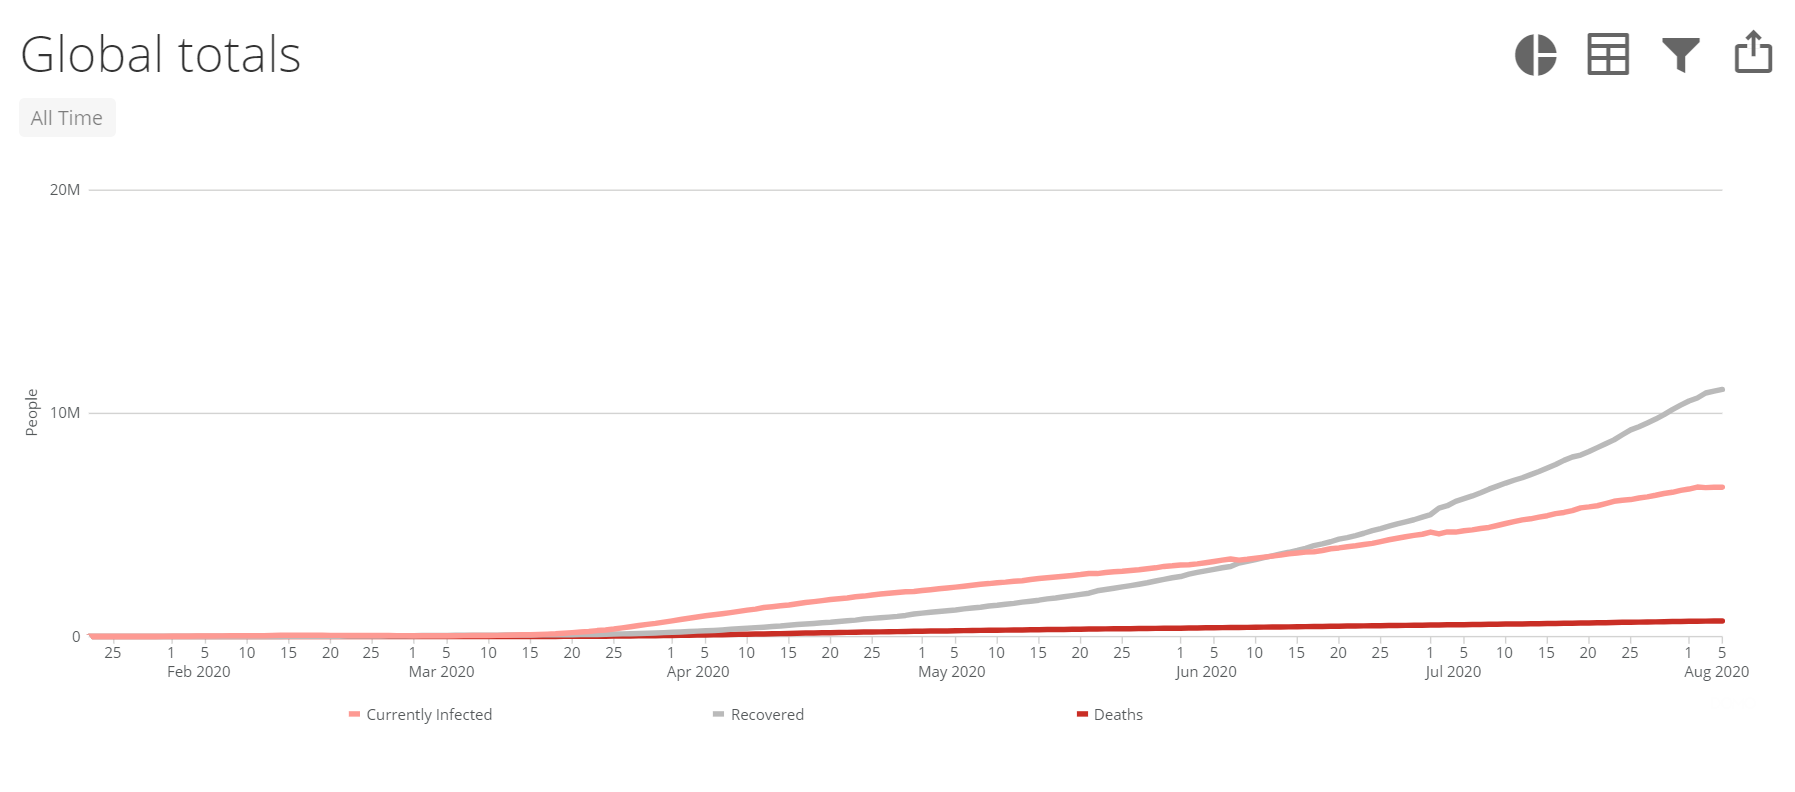 Global totals
All Time
20M
People
10M
0
25 1 5 10 15 20 25 1 5 10 15 20 25 1 5 10 15 20 25 1 5 10 15 20 25 1 5 10 15 20 25 1 5 10 15 20 25 1 5
Feb 2020 Mar 2020 Apr 2020 May 2020 Jun 2020 Jul 2020 Aug 2020
Currently Infected Recovered Deaths